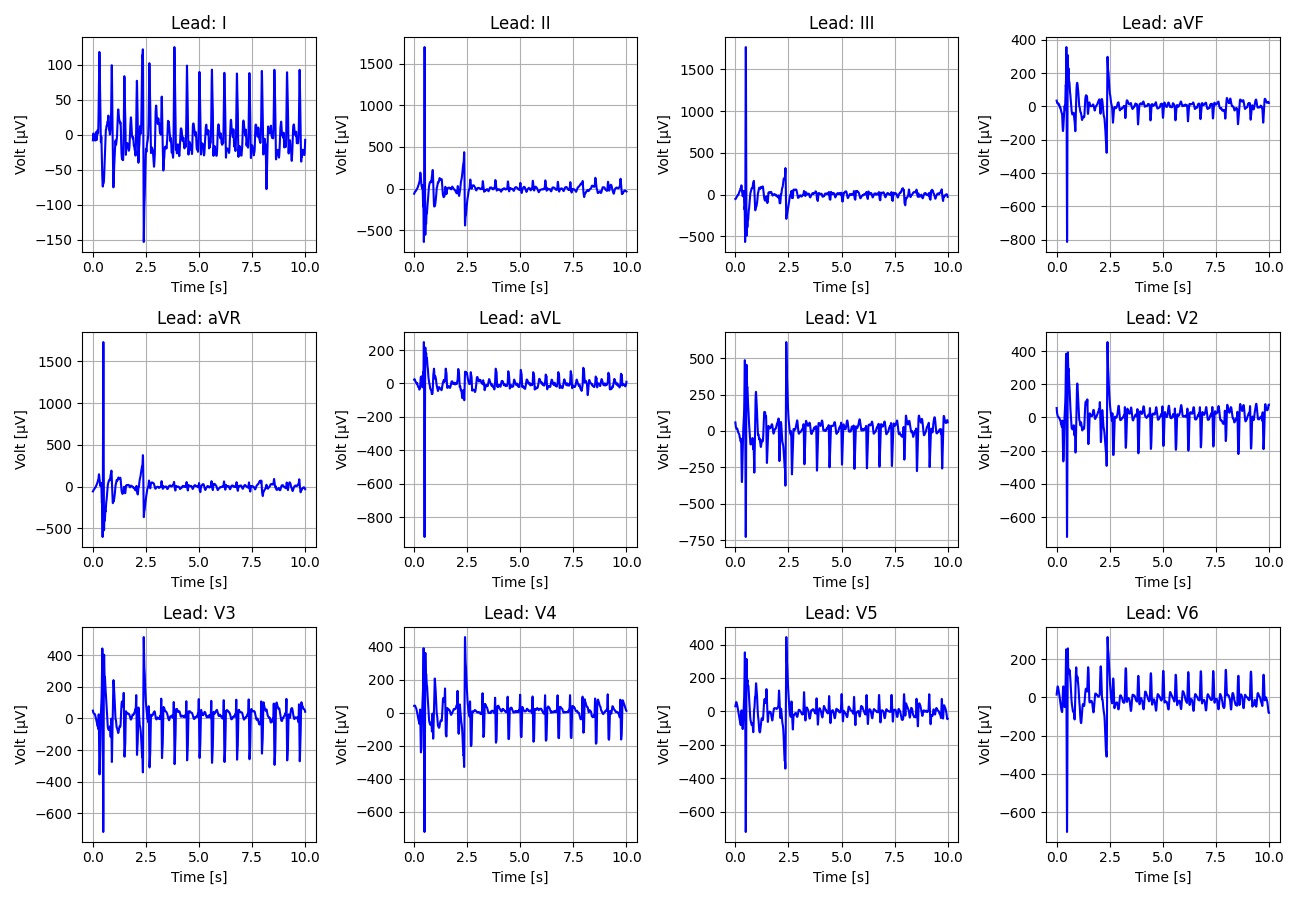 Lead: I
Lead: II
Lead: III
Lead: aVF
Volt [µV]
100
50
0
−50
−100
−150
0.0 2.5 5.0 7.5 10.0
Time [s]
Volt [µV]
1500
1000
500
0
−500
0.0 2.5 5.0 7.5 10.0
Time [s]
Volt [µV]
1500
1000
500
0
−500
0.0 2.5 5.0 7.5 10.0
Time [s]
Volt [µV]
400
200
0
−200
−400
−600
−800
0.0 2.5 5.0 7.5 10.0
Time [s]
Lead: aVR
Lead: aVL
Lead: V1
Lead: V2
Volt [µV]
1500
1000
500
0
−500
0.0 2.5 5.0 7.5 10.0
Time [s]
Volt [µV]
200
0
−200
−400
−600
−800
0.0 2.5 5.0 7.5 10.0
Time [s]
Volt [µV]
500
250
0
−250
−500
−750
0.0 2.5 5.0 7.5 10.0
Time [s]
Volt [µV]
400
200
0
−200
−400
−600
0.0 2.5 5.0 7.5 10.0
Time [s]
Lead: V3
Lead: V4
Lead: V5
Lead: V6
Volt [µV]
400
200
0
−200
−400
−600
0.0 2.5 5.0 7.5 10.0
Time [s]
Volt [µV]
400
200
0
−200
−400
−600
0.0 2.5 5.0 7.5 10.0
Time [s]
Volt [µV]
400
200
0
−200
−400
−600
0.0 2.5 5.0 7.5 10.0
Time [s]
Volt [µV]
200
0
−200
−400
−600
0.0 2.5 5.0 7.5 10.0
Time [s]